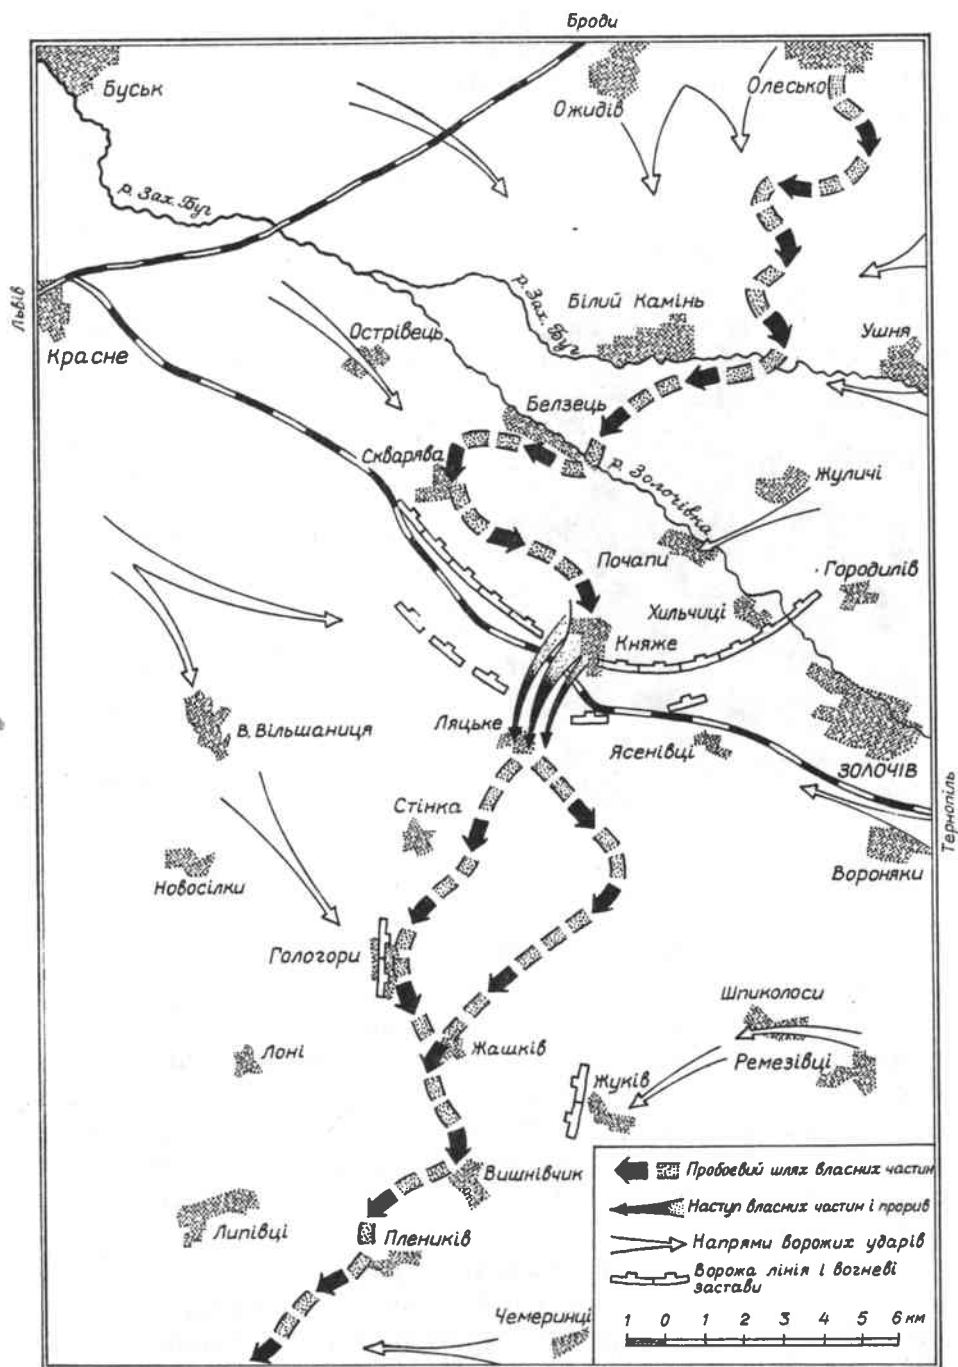 Броди
Буськ
Ожидів
Олесько
р. Зах. Буг
Львів
Красне
Острівець
р. Зах. Буг
Білий Камінь
Ушня
Белзець
Скварява
р. Золочівка
Жуличі
Почапи
Городилів
Хильчиці
Княже
В. Вільшаниця
Ляцьке
Ясенівці
ЗОЛОЧІВ
Тернопіль
Стінка
Новосілки
Вороняки
Гологори
Шпиколоси
Лоні
Жашків
Ремезівці
Жуків
Вишнівчик
Липівці
Плеників
Чемеринці
Пробоєвий шлях власних частин
Наступ власних частин і прорив
Напрями ворожих ударів
Ворожа лінія і вогневі
застави
1 0 1 2 3 4 5 6 км